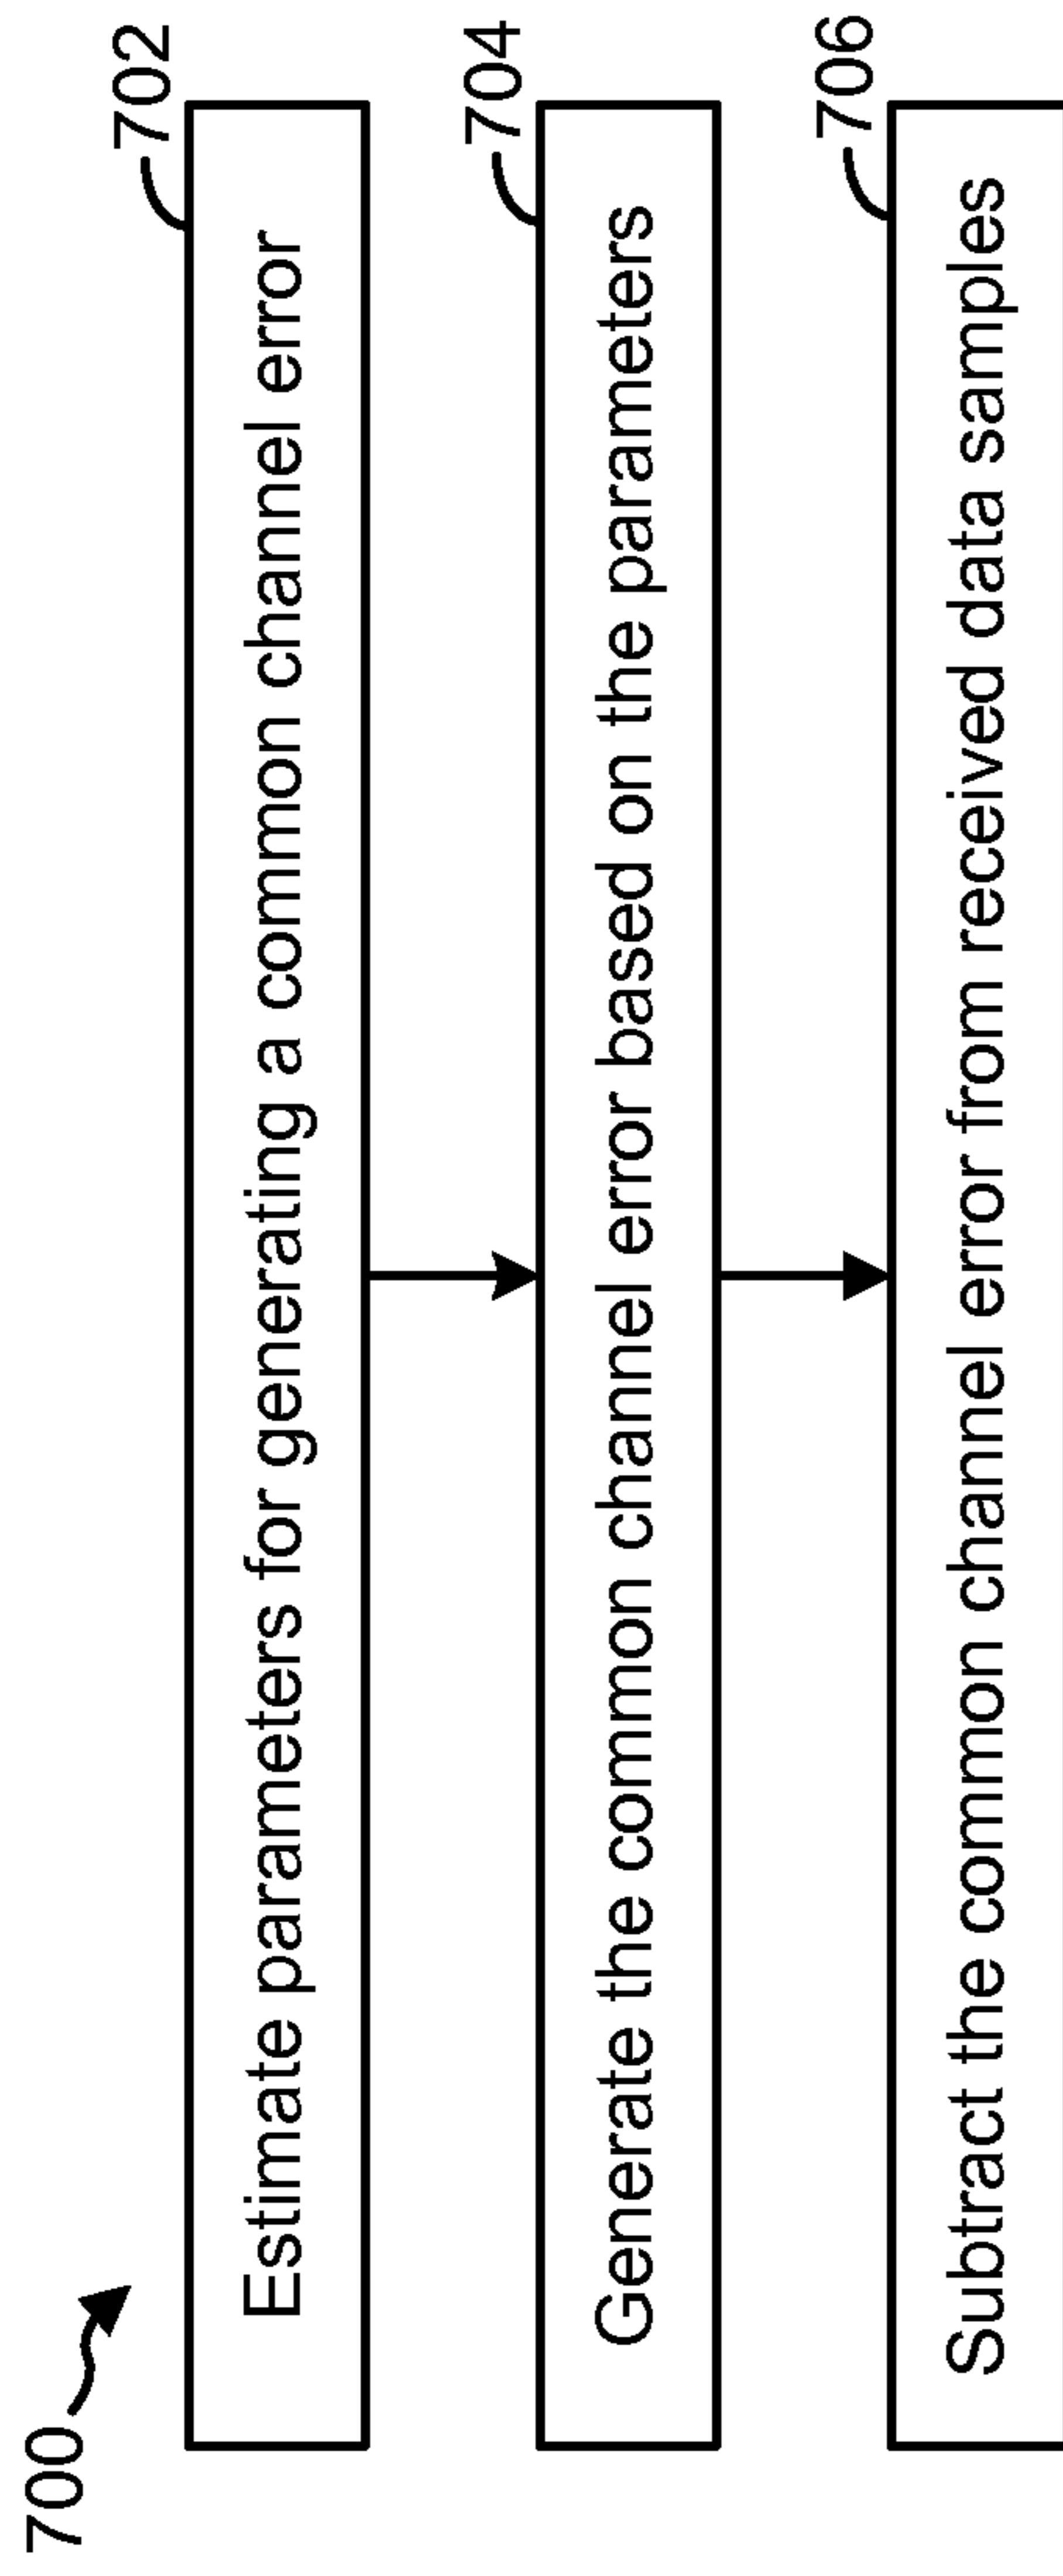 700
702
Estimate parameters for generating a common channel error
704
Generate the common channel error based on the parameters
706
Subtract the common channel error from received data samples